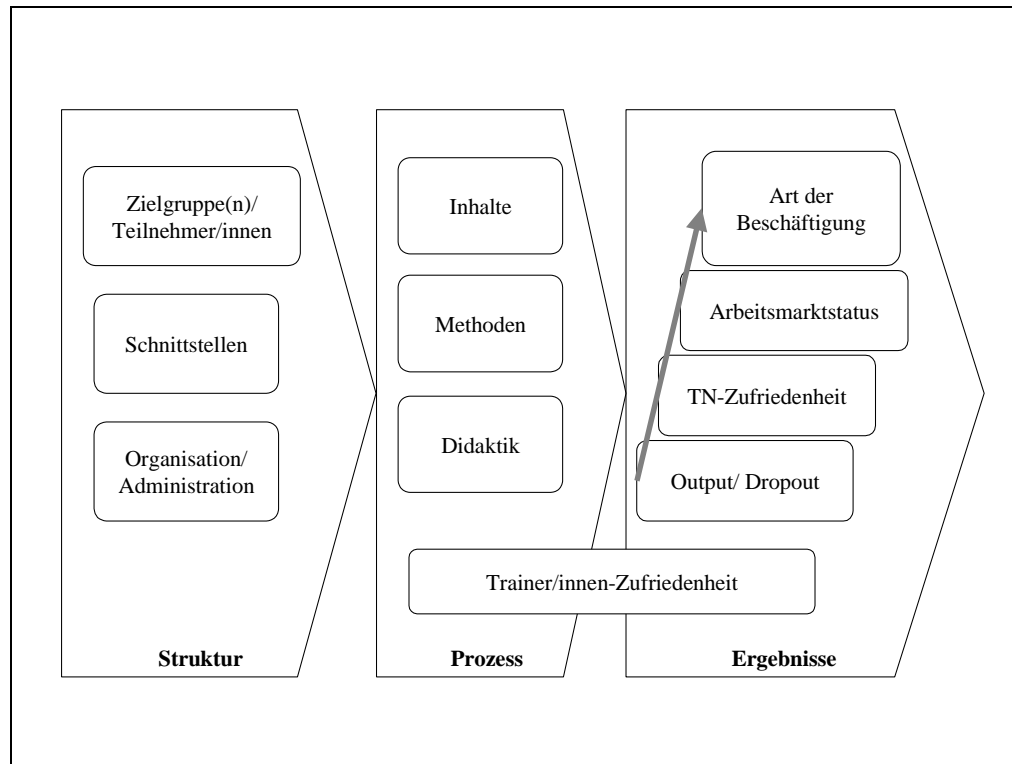 Zielgruppe(n)/
Teilnehmer/innen
Schnittstellen
Organisation/
Administration
Struktur
Inhalte
Methoden
Didaktik
Trainer/innen-Zufriedenheit
Prozess
Art der
Beschäftigung
Arbeitsmarktstatus
TN-Zufriedenheit
Output/ Dropout
Ergebnisse